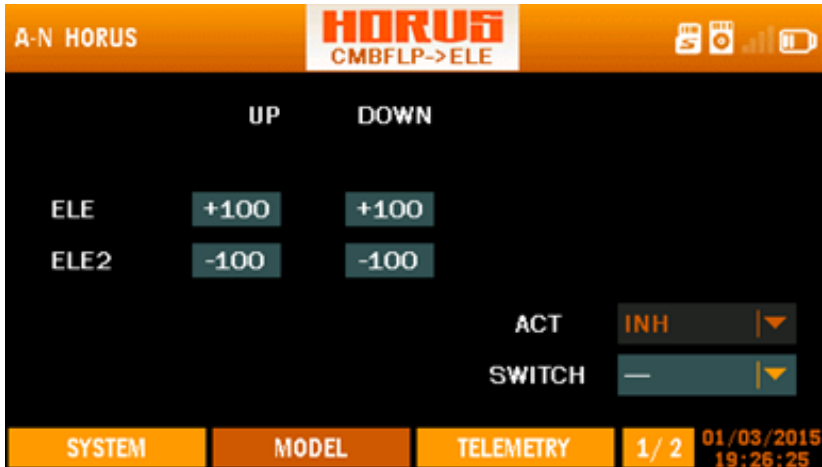 A-N HORUS
HORUS
CMBFLP->ELE
UP DOWN
ELE +100 +100
ELE2 -100 -100
ACT INH
SWITCH —
SYSTEM MODEL TELEMETRY 1/2 01/03/2015
19:26:25